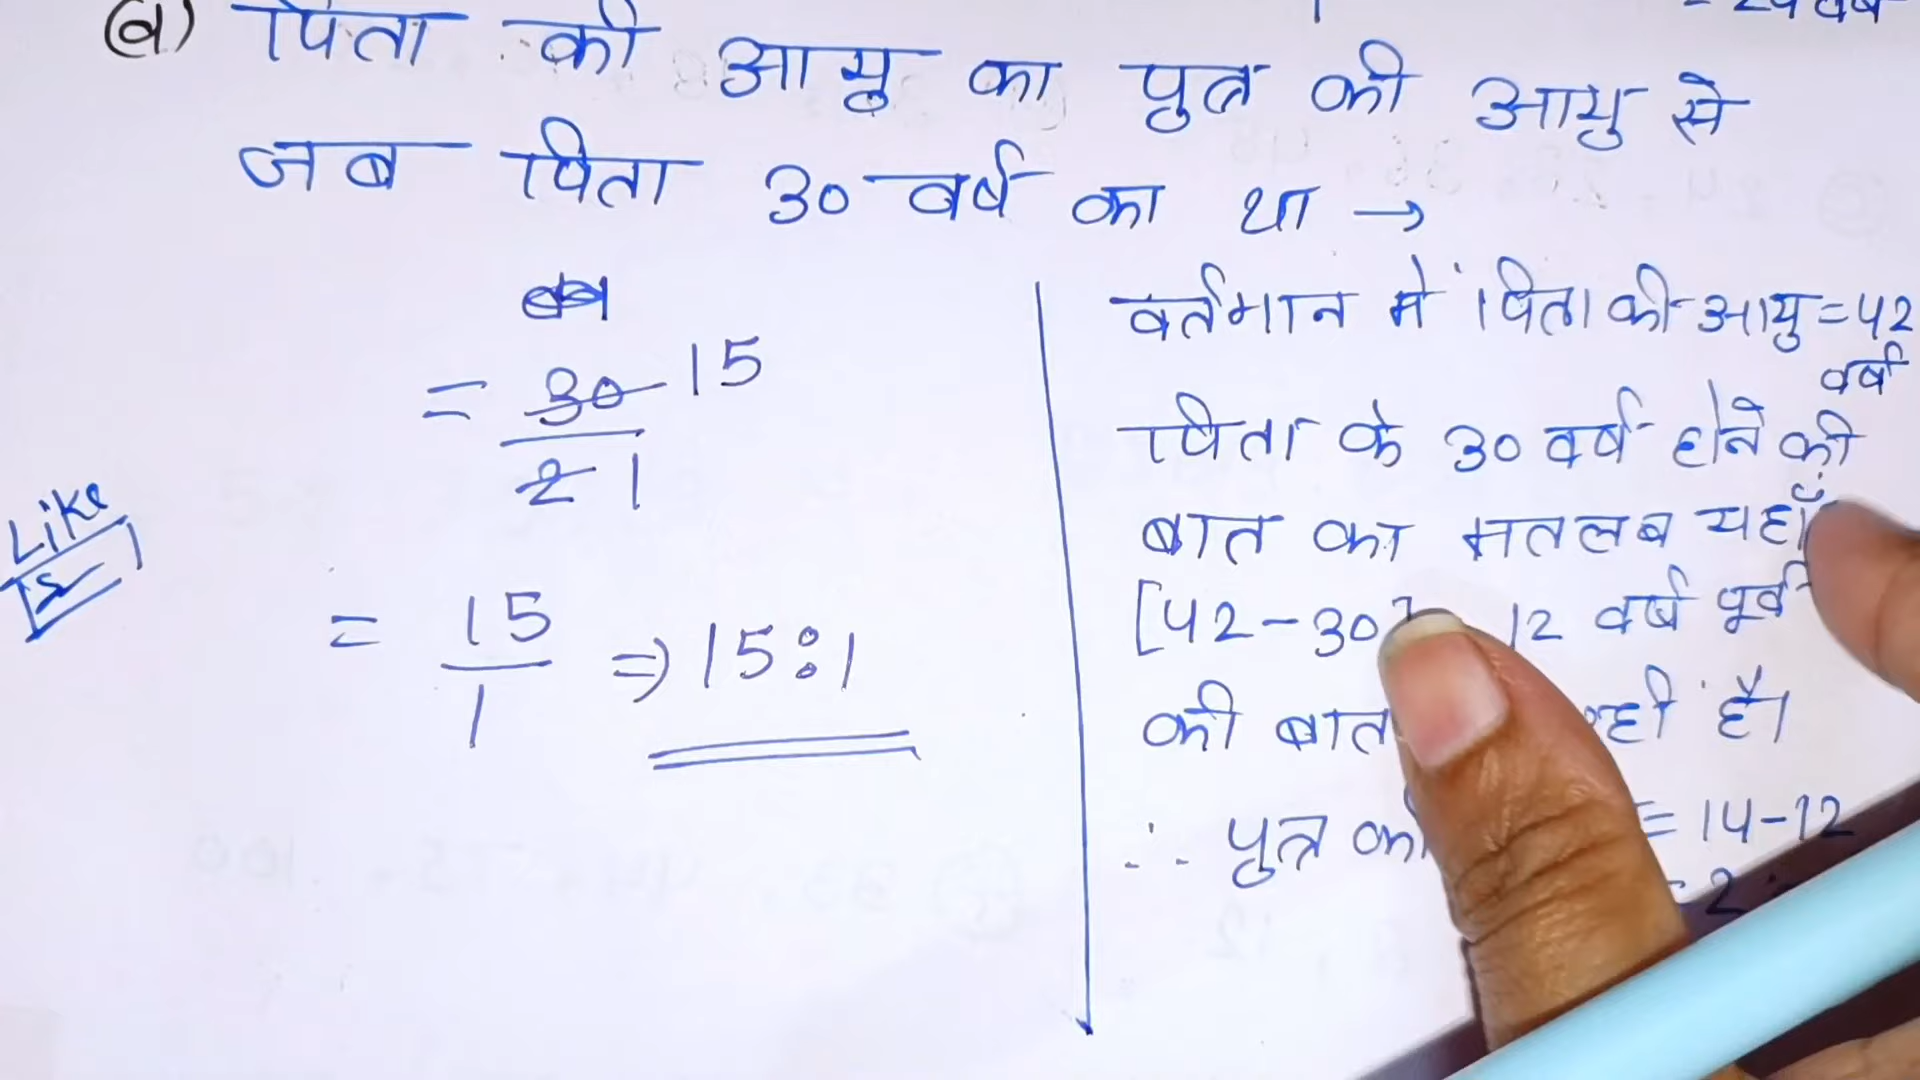 (d) पिता की आयु का पुत्र की आयु से
जब पिता 30 वर्ष का था →
= 30 15
2 1
= 15
1
⇒ 15:1
Like
वर्तमान मे पिता की आयु = 42
वर्ष
पिता के 30 वर्ष होने की
बात का मतलब यहाँ
[42-30] 12 वर्ष पूर्व
की बात है।
∴ पुत्र की = 14-12
2